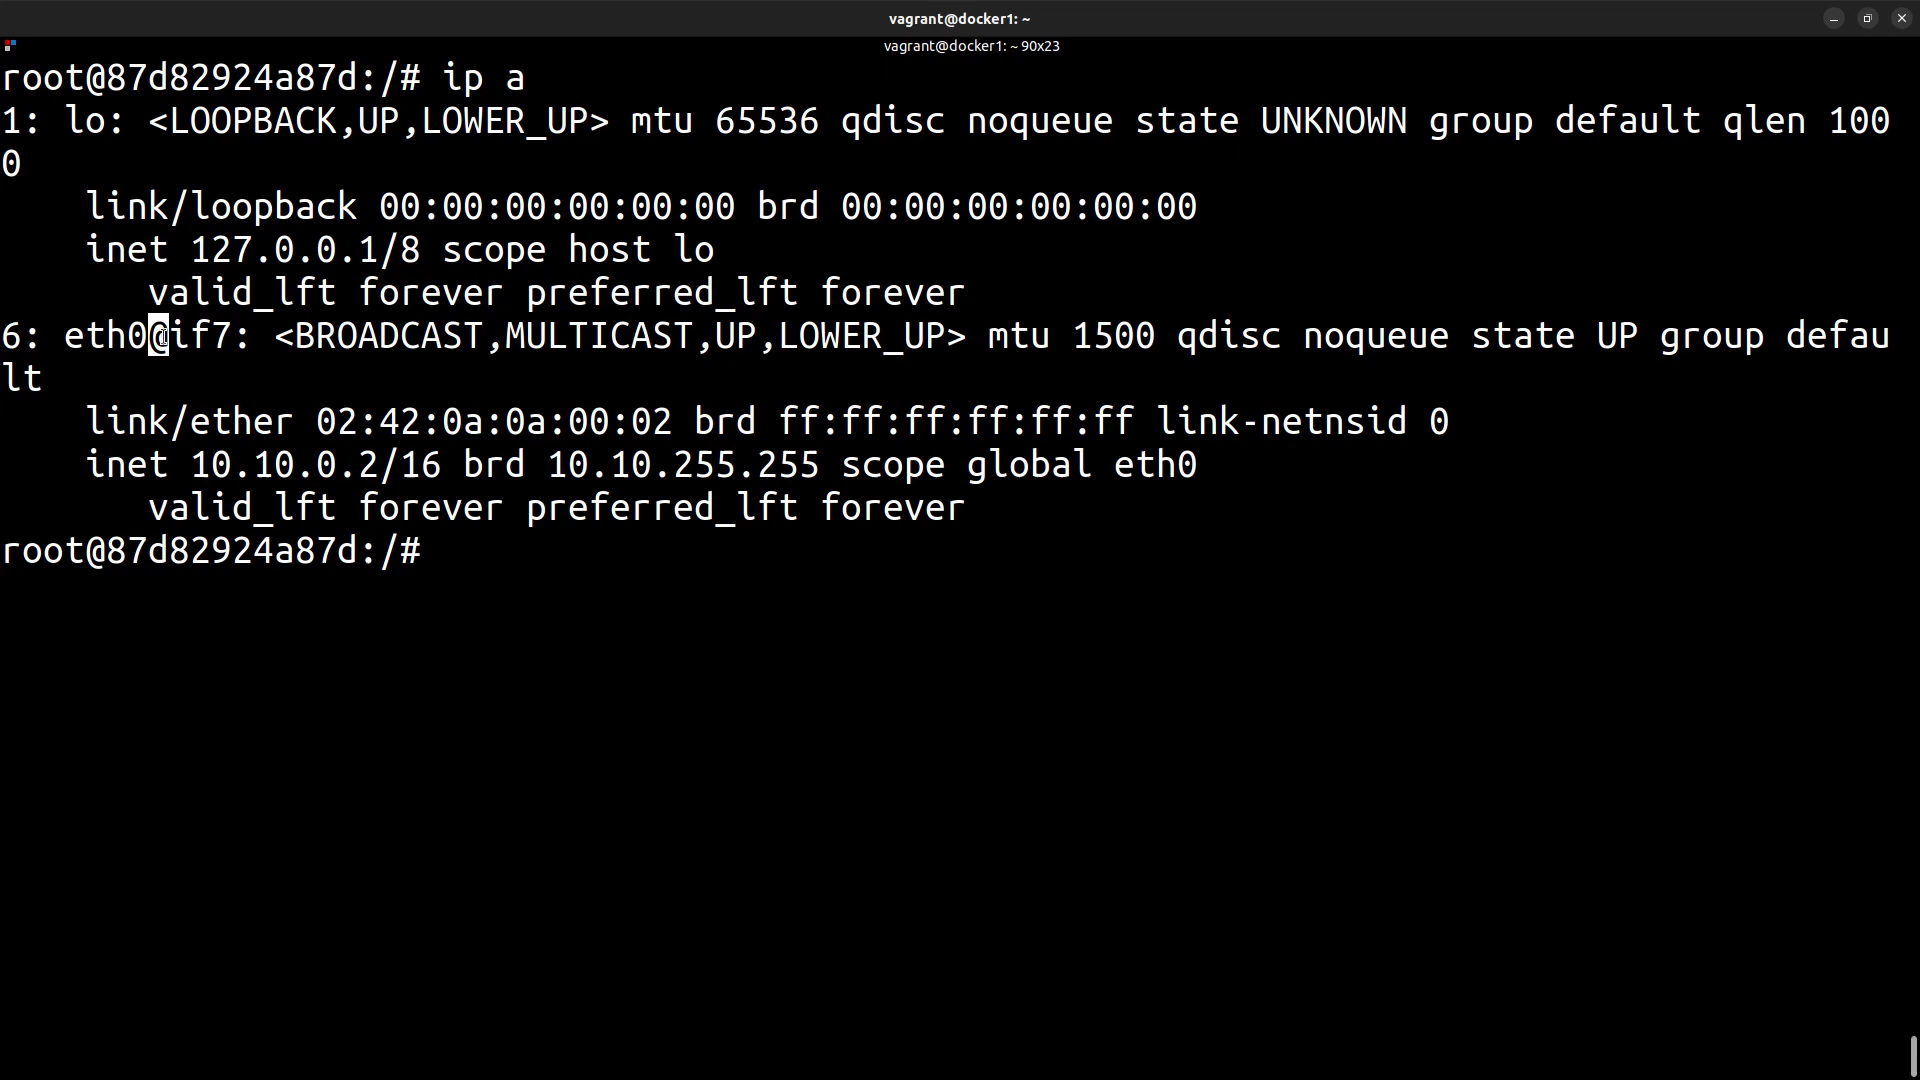 vagrant@docker1: ~
vagrant@docker1: ~ 90x23
root@87d82924a87d:/# ip a
1: lo: <LOOPBACK,UP,LOWER_UP> mtu 65536 qdisc noqueue state UNKNOWN group default qlen 100
0
    link/loopback 00:00:00:00:00:00 brd 00:00:00:00:00:00
    inet 127.0.0.1/8 scope host lo
       valid_lft forever preferred_lft forever
6: eth0@if7: <BROADCAST,MULTICAST,UP,LOWER_UP> mtu 1500 qdisc noqueue state UP group defau
lt
    link/ether 02:42:0a:0a:00:02 brd ff:ff:ff:ff:ff:ff link-netnsid 0
    inet 10.10.0.2/16 brd 10.10.255.255 scope global eth0
       valid_lft forever preferred_lft forever
root@87d82924a87d:/#